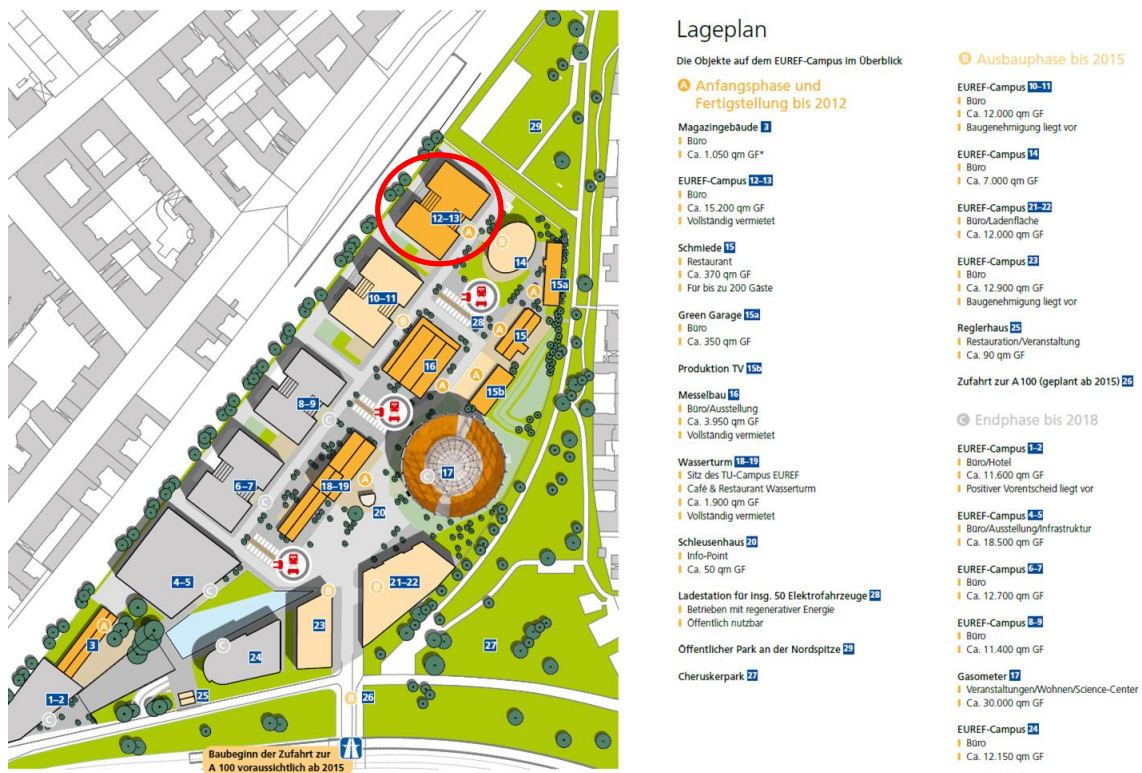 29
12–13
A
B
14
15a
10–11
A
28
B
A
15
16
A
15b
A
8–9
C
17
C
6–7
18–19
A
C
20
4–5
21–22
C
B
B
A
23
3
C
24
27
1–2
25
B
26
C
Baubeginn der Zufahrt zur
A 100 voraussichtlich ab 2015
Lageplan
Die Objekte auf dem EUREF-Campus im Überblick
A Anfangsphase und
Fertigstellung bis 2012
Magazingebäude 3
Büro
Ca. 1.050 qm GF*
EUREF-Campus 12–13
Büro
Ca. 15.200 qm GF
Vollständig vermietet
Schmiede 15
Restaurant
Ca. 370 qm GF
Für bis zu 200 Gäste
Green Garage 15a
Büro
Ca. 350 qm GF
Produktion TV 15b
Messelbau 16
Büro/Ausstellung
Ca. 3.950 qm GF
Vollständig vermietet
Wasserturm 18–19
Sitz des TU-Campus EUREF
Café & Restaurant Wasserturm
Ca. 1.900 qm GF
Vollständig vermietet
Schleusenhaus 20
Info-Point
Ca. 50 qm GF
Ladestation für insg. 50 Elektrofahrzeuge 28
Betrieben mit regenerativer Energie
Öffentlich nutzbar
Öffentlicher Park an der Nordspitze 29
Cheruskerpark 27
B Ausbauphase bis 2015
EUREF-Campus 10–11
Büro
Ca. 12.000 qm GF
Baugenehmigung liegt vor
EUREF-Campus 14
Büro
Ca. 7.000 qm GF
EUREF-Campus 21–22
Büro/Ladenfläche
Ca. 12.000 qm GF
EUREF-Campus 23
Büro
Ca. 12.900 qm GF
Baugenehmigung liegt vor
Reglerhaus 25
Restauration/Veranstaltung
Ca. 90 qm GF
Zufahrt zur A 100 (geplant ab 2015) 26
C Endphase bis 2018
EUREF-Campus 1–2
Büro/Hotel
Ca. 11.600 qm GF
Positiver Vorentscheid liegt vor
EUREF-Campus 4–5
Büro/Ausstellung/Infrastruktur
Ca. 18.500 qm GF
EUREF-Campus 6–7
Büro
Ca. 12.700 qm GF
EUREF-Campus 8–9
Büro
Ca. 11.400 qm GF
Gasometer 17
Veranstaltungen/Wohnen/Science-Center
Ca. 30.000 qm GF
EUREF-Campus 24
Büro
Ca. 12.150 qm GF